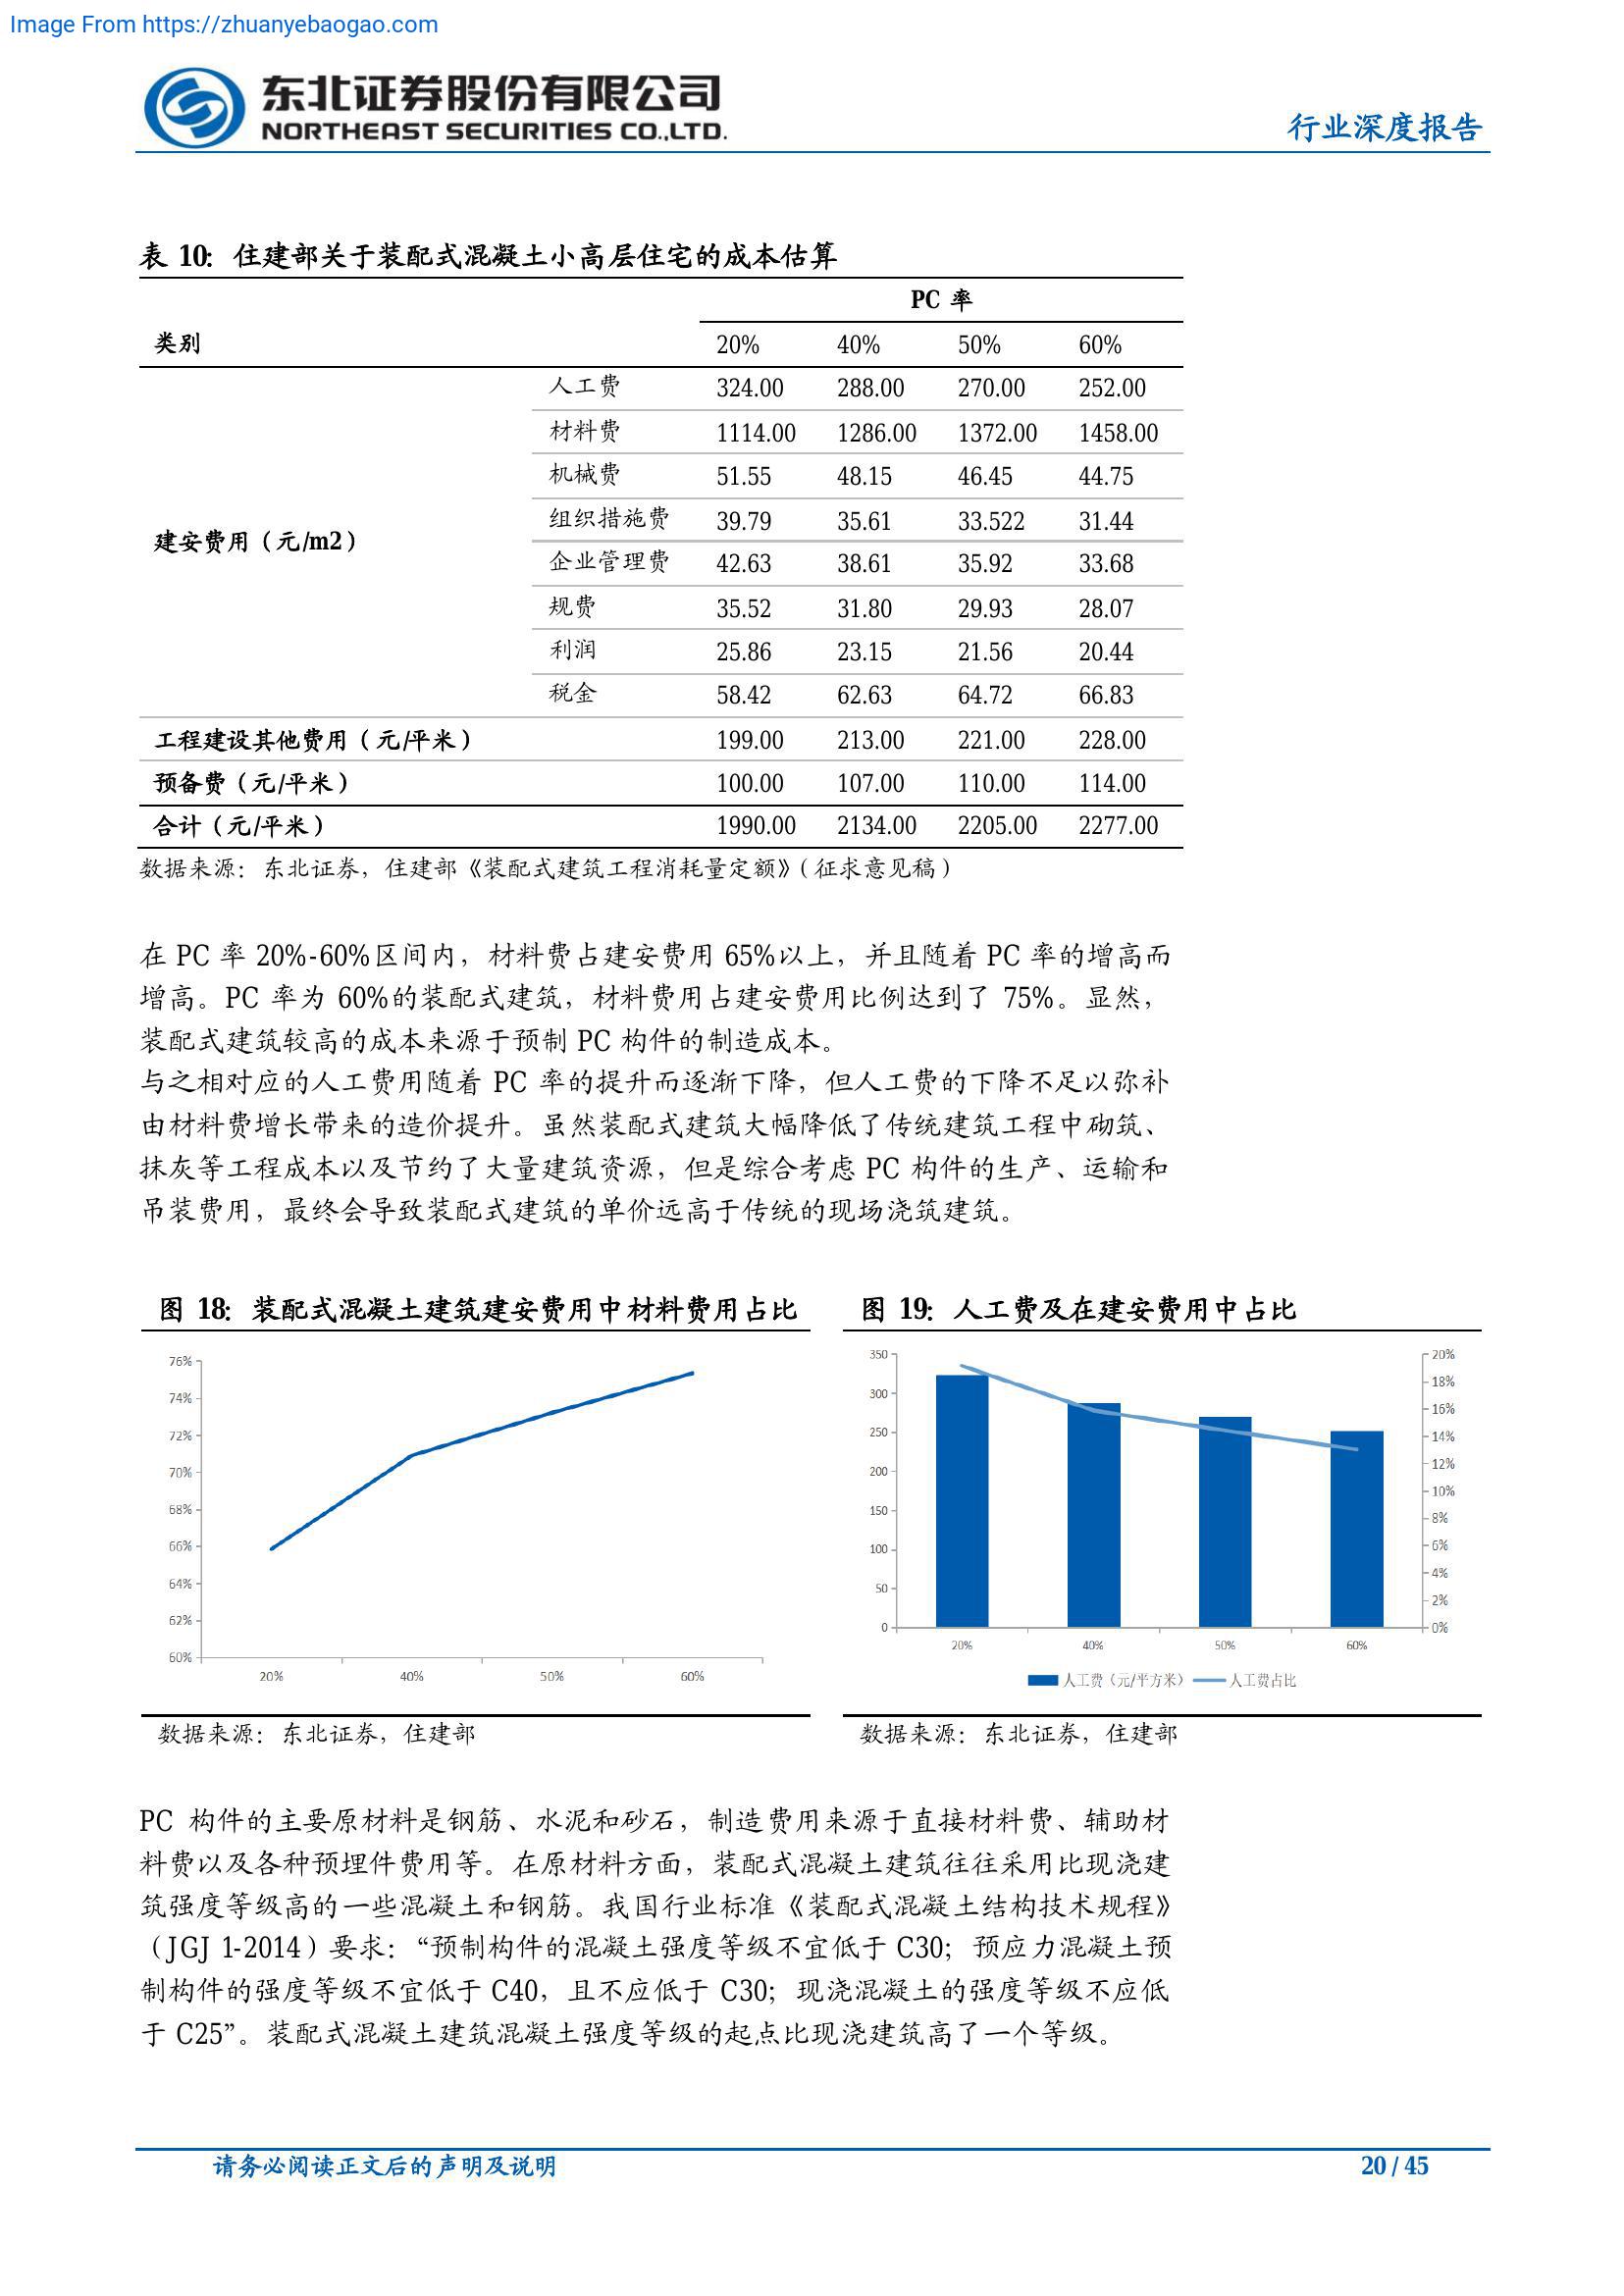 Image From https://zhuanyebaogao.com
东北证券股份有限公司
NORTHEAST SECURITIES CO.,LTD.
行业深度报告
表 10：住建部关于装配式混凝土小高层住宅的成本估算
PC 率
类别 20% 40% 50% 60%
建安费用（元/m2）
人工费 324.00 288.00 270.00 252.00
材料费 1114.00 1286.00 1372.00 1458.00
机械费 51.55 48.15 46.45 44.75
组织措施费 39.79 35.61 33.522 31.44
企业管理费 42.63 38.61 35.92 33.68
规费 35.52 31.80 29.93 28.07
利润 25.86 23.15 21.56 20.44
税金 58.42 62.63 64.72 66.83
工程建设其他费用（元/平米） 199.00 213.00 221.00 228.00
预备费（元/平米） 100.00 107.00 110.00 114.00
合计（元/平米） 1990.00 2134.00 2205.00 2277.00
数据来源：东北证券，住建部《装配式建筑工程消耗量定额》（征求意见稿）
在 PC 率 20%-60%区间内，材料费占建安费用 65%以上，并且随着 PC 率的增高而
增高。PC 率为 60%的装配式建筑，材料费用占建安费用比例达到了 75%。显然，
装配式建筑较高的成本来源于预制 PC 构件的制造成本。
与之相对应的人工费用随着 PC 率的提升而逐渐下降，但人工费的下降不足以弥补
由材料费增长带来的造价提升。虽然装配式建筑大幅降低了传统建筑工程中砌筑、
抹灰等工程成本以及节约了大量建筑资源，但是综合考虑 PC 构件的生产、运输和
吊装费用，最终会导致装配式建筑的单价远高于传统的现场浇筑建筑。
图 18：装配式混凝土建筑建安费用中材料费用占比
76%
74%
72%
70%
68%
66%
64%
62%
60%
20% 40% 50% 60%
数据来源：东北证券，住建部
图 19：人工费及在建安费用中占比
350
300
250
200
150
100
50
0
20%
18%
16%
14%
12%
10%
8%
6%
4%
2%
0%
20% 40% 50% 60%
人工费（元/平方米） 人工费占比
数据来源：东北证券，住建部
PC 构件的主要原材料是钢筋、水泥和砂石，制造费用来源于直接材料费、辅助材
料费以及各种预埋件费用等。在原材料方面，装配式混凝土建筑往往采用比现浇建
筑强度等级高的一些混凝土和钢筋。我国行业标准《装配式混凝土结构技术规程》
（JGJ 1-2014）要求：“预制构件的混凝土强度等级不宜低于 C30；预应力混凝土预
制构件的强度等级不宜低于 C40，且不应低于 C30；现浇混凝土的强度等级不应低
于 C25”。装配式混凝土建筑混凝土强度等级的起点比现浇建筑高了一个等级。
请务必阅读正文后的声明及说明
20 / 45